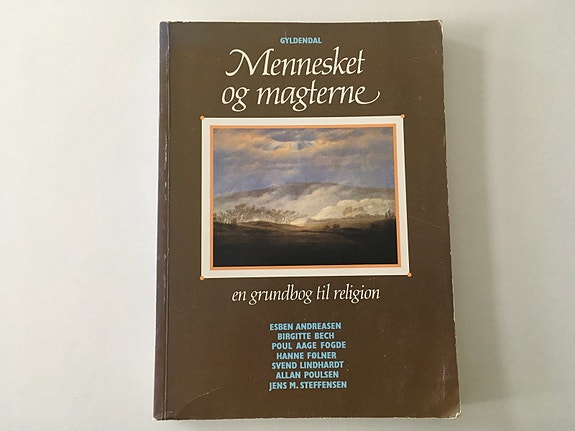 GYLDENDAL
Mennesket
og magterne
en grundbog til religion
ESBEN ANDREASEN
BIRGITTE BECH
POUL AAGE FOGDE
HANNE FØLNER
SVEND LINDHARDT
ALLAN POULSEN
JENS M. STEFFENSEN